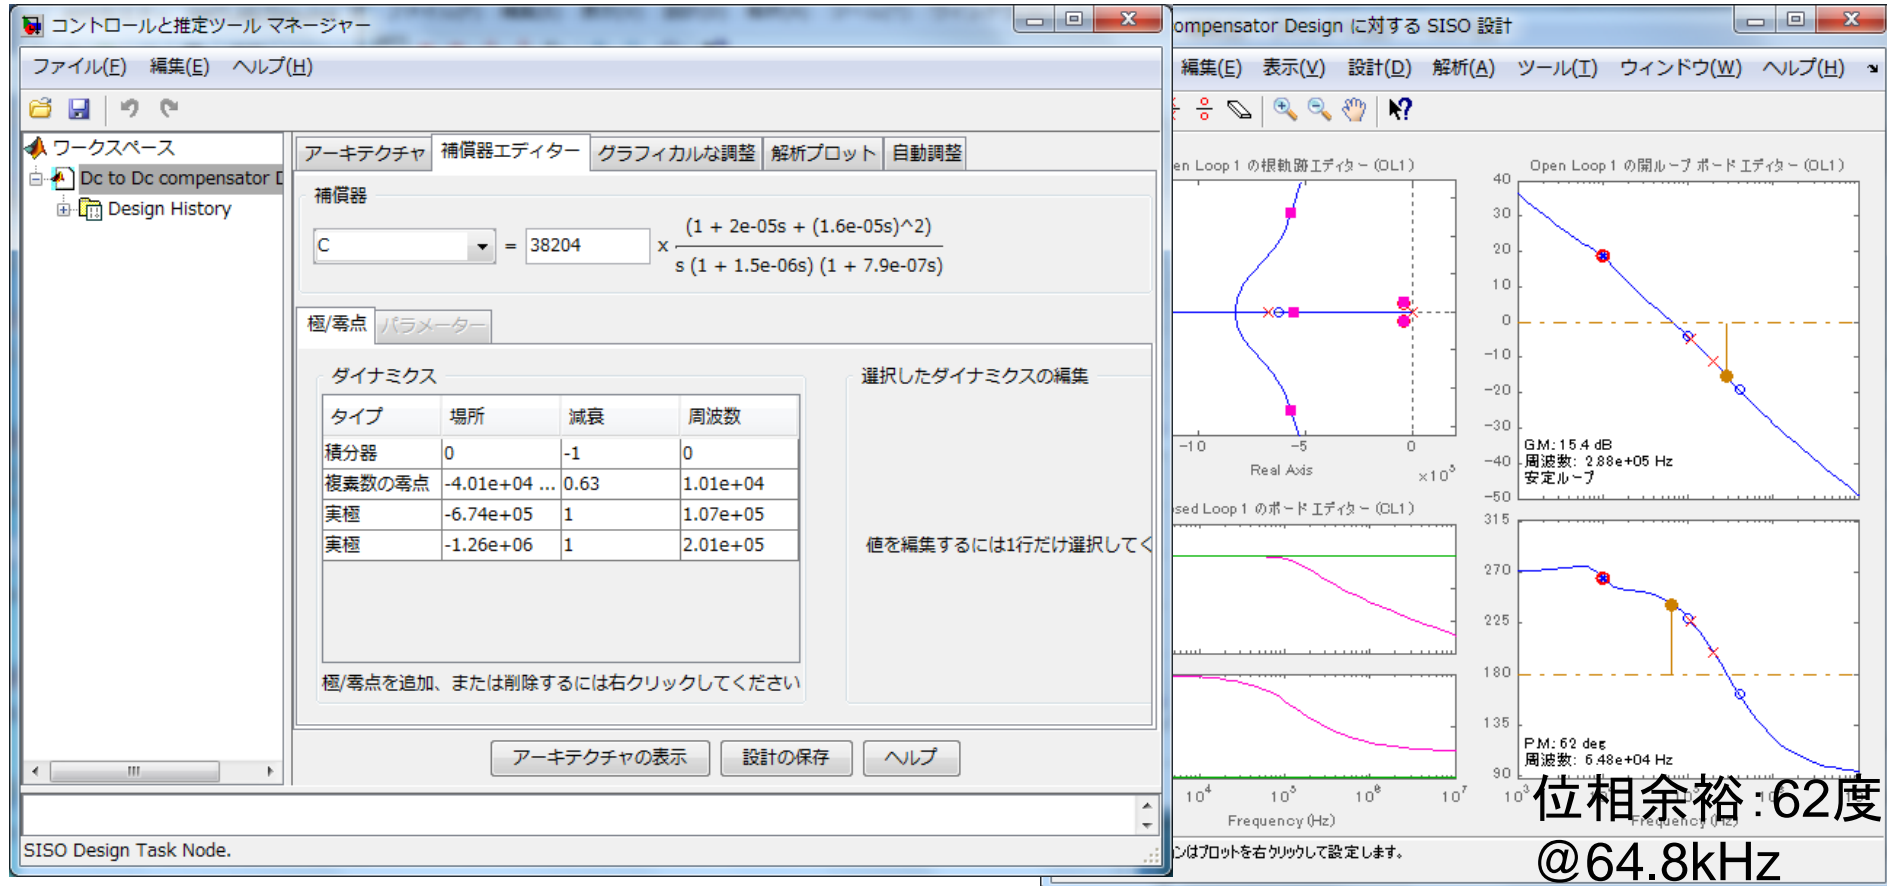 コントロールと推定ツール マネージャー
ファイル(F) 編集(E) ヘルプ(H)
ワークスペース
Dc to Dc compensator D
Design History
アーキテクチャ 補償器エディター グラフィカルな調整 解析プロット 自動調整
補償器
C = 38204 x
(1 + 2e-05s + (1.6e-05s)^2)
s (1 + 1.5e-06s) (1 + 7.9e-07s)
極/零点 パラメーター
ダイナミクス
タイプ 場所 減衰 周波数
積分器 0 -1 0
複素数の零点 -4.01e+04 ... 0.63 1.01e+04
実極 -6.74e+05 1 1.07e+05
実極 -1.26e+06 1 2.01e+05
極/零点を追加、または削除するには右クリックしてください
選択したダイナミクスの編集
値を編集するには1行だけ選択してく
アーキテクチャの表示 設計の保存 ヘルプ
SISO Design Task Node.
ompensator Design に対する SISO 設計
編集(E) 表示(V) 設計(D) 解析(A) ツール(T) ウィンドウ(W) ヘルプ(H)
en Loop 1 の根軌跡エディター (OL1)
-10 -5 0
Real Axis
×10⁵
sed Loop 1 のボード エディター (CL1)
10⁴ 10⁵ 10⁶ 10⁷
Frequency (Hz)
Open Loop 1 の開ループ ボード エディター (OL1)
40
30
20
10
0
-10
-20
-30
-40
-50
GM: 15.4 dB
周波数: 2.88e+05 Hz
安定ループ
315
270
225
180
135
90
PM: 62 deg
周波数: 6.48e+04 Hz
10³
Frequency (Hz)
位相余裕:62度
@64.8kHz
ンはプロットを右クリックして設定します。